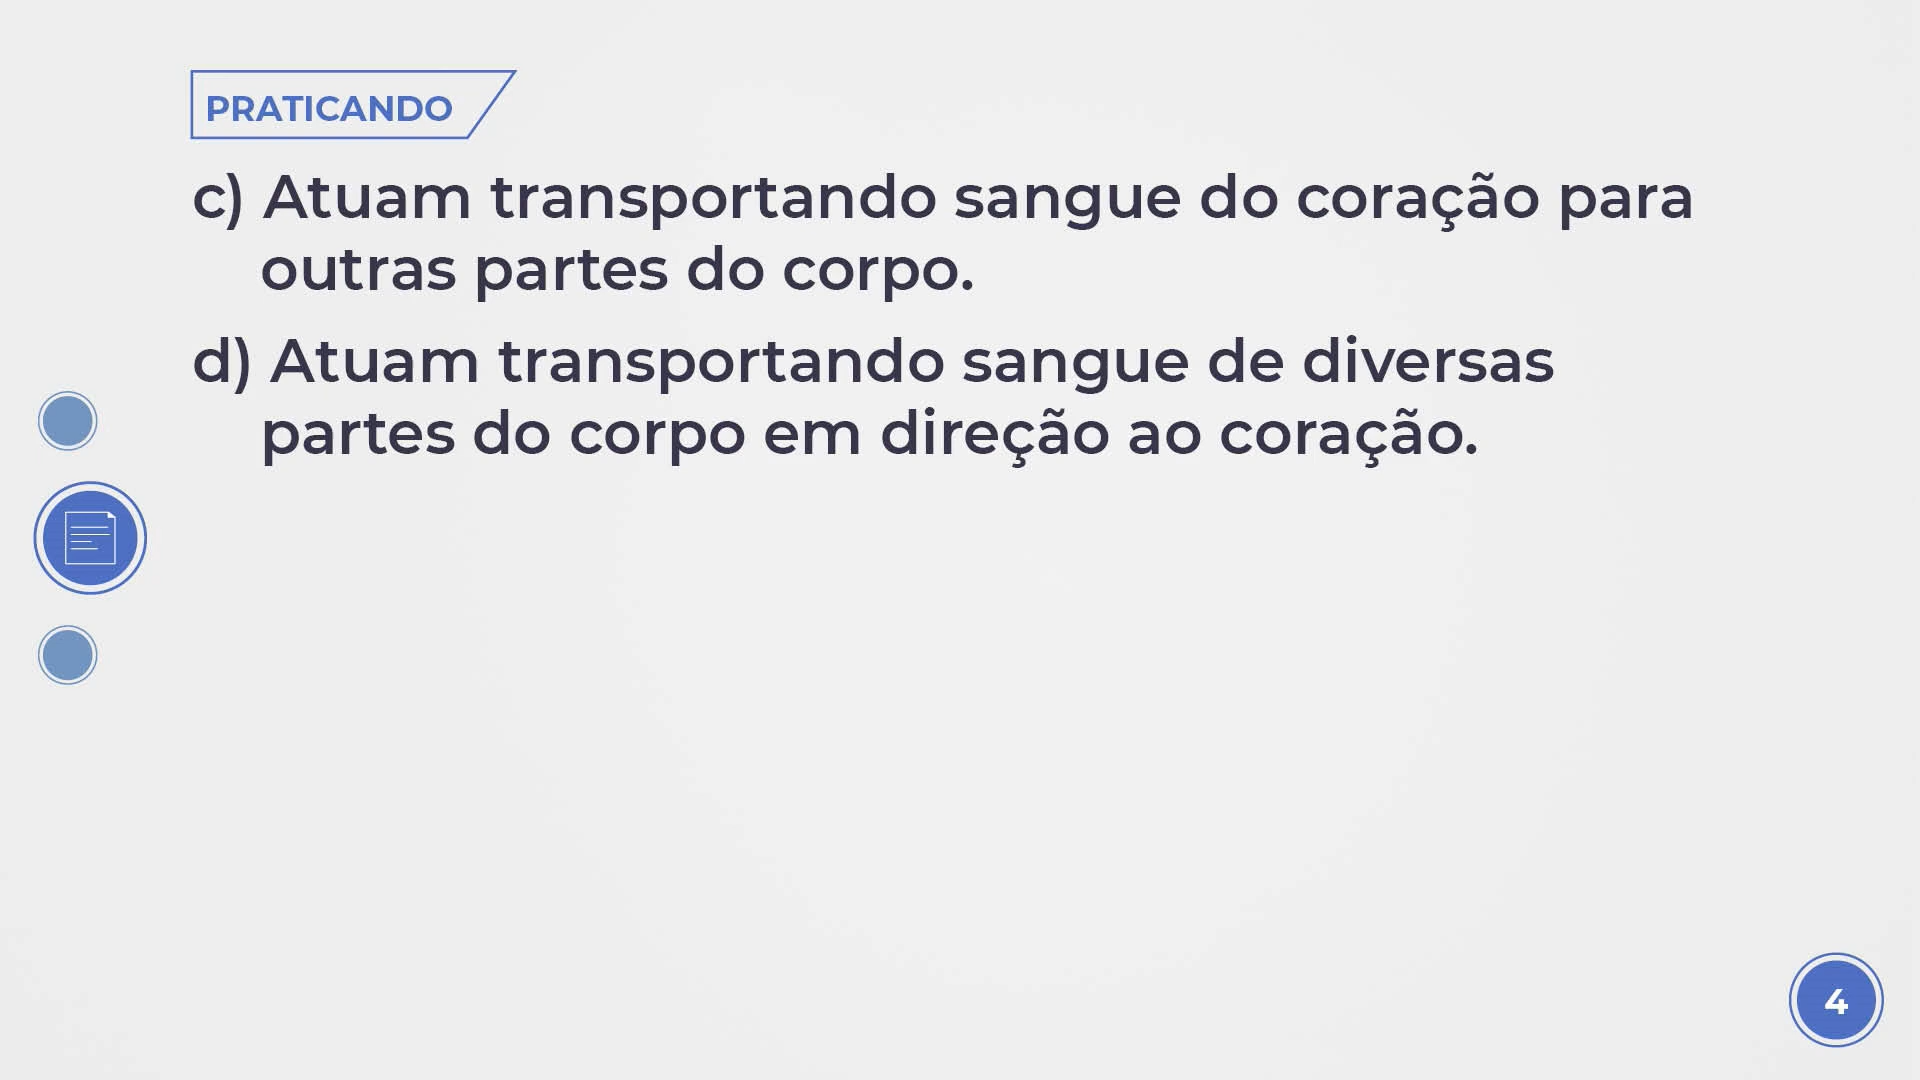 PRATICANDO
c) Atuam transportando sangue do coração para
outras partes do corpo.
d) Atuam transportando sangue de diversas
partes do corpo em direção ao coração.
4